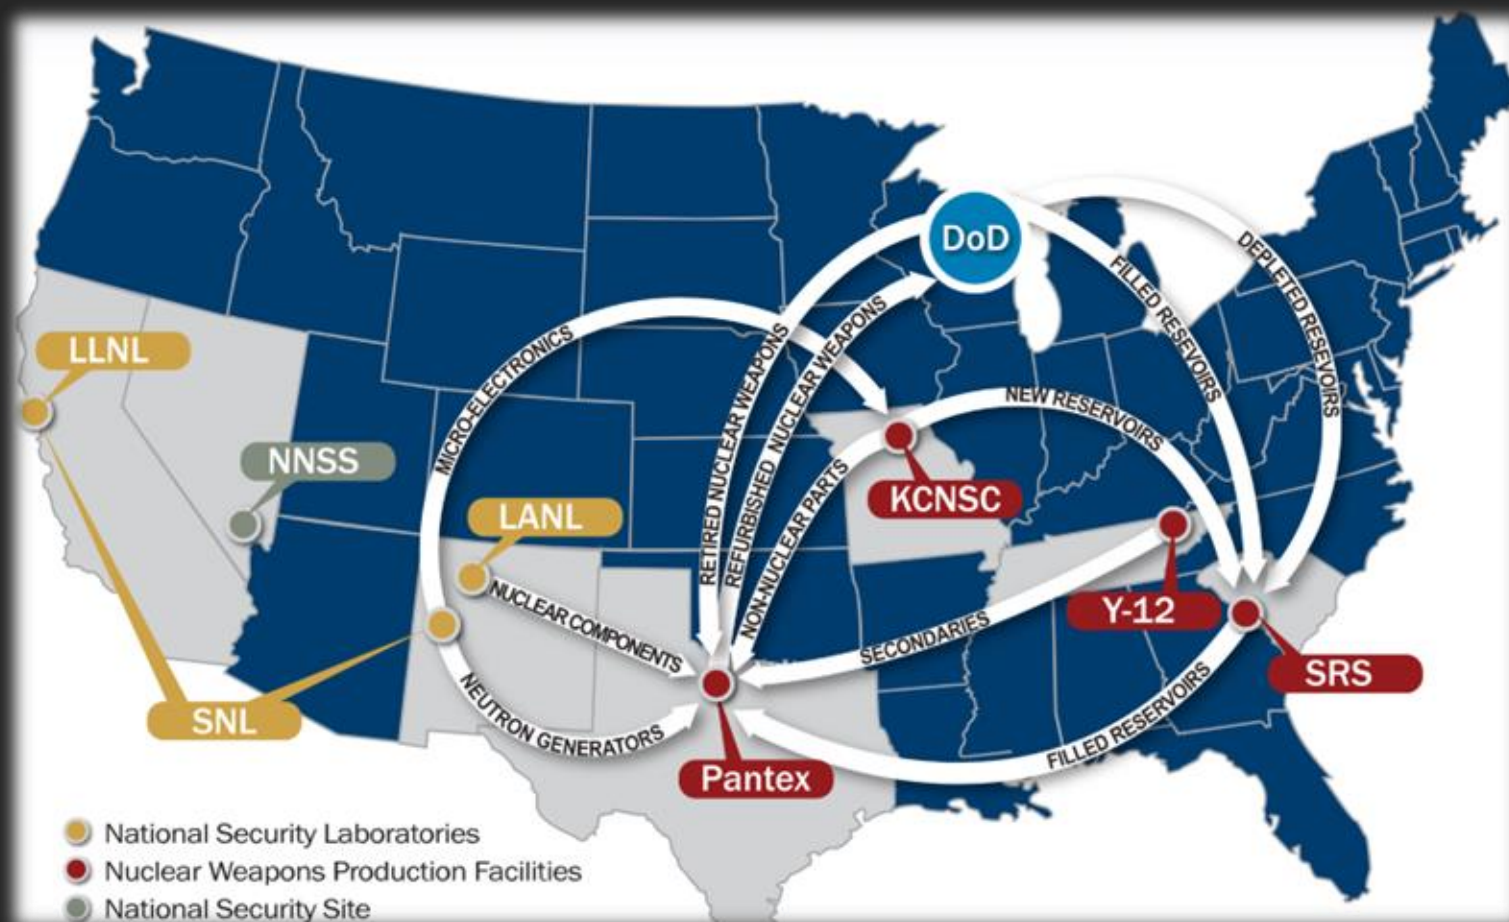 DoD
LLNL
NNSS
LANL
SNL
KCNSC
Y-12
SRS
Pantex
MICRO-ELECTRONICS
RETIRED NUCLEAR WEAPONS
REFURBISHED NUCLEAR WEAPONS
NON-NUCLEAR PARTS
NEW RESERVOIRS
FILLED RESEVOIRS
DEPLETED RESEVOIRS
NUCLEAR COMPONENTS
NEUTRON GENERATORS
SECONDARIES
FILLED RESERVOIRS
National Security Laboratories
Nuclear Weapons Production Facilities
National Security Site